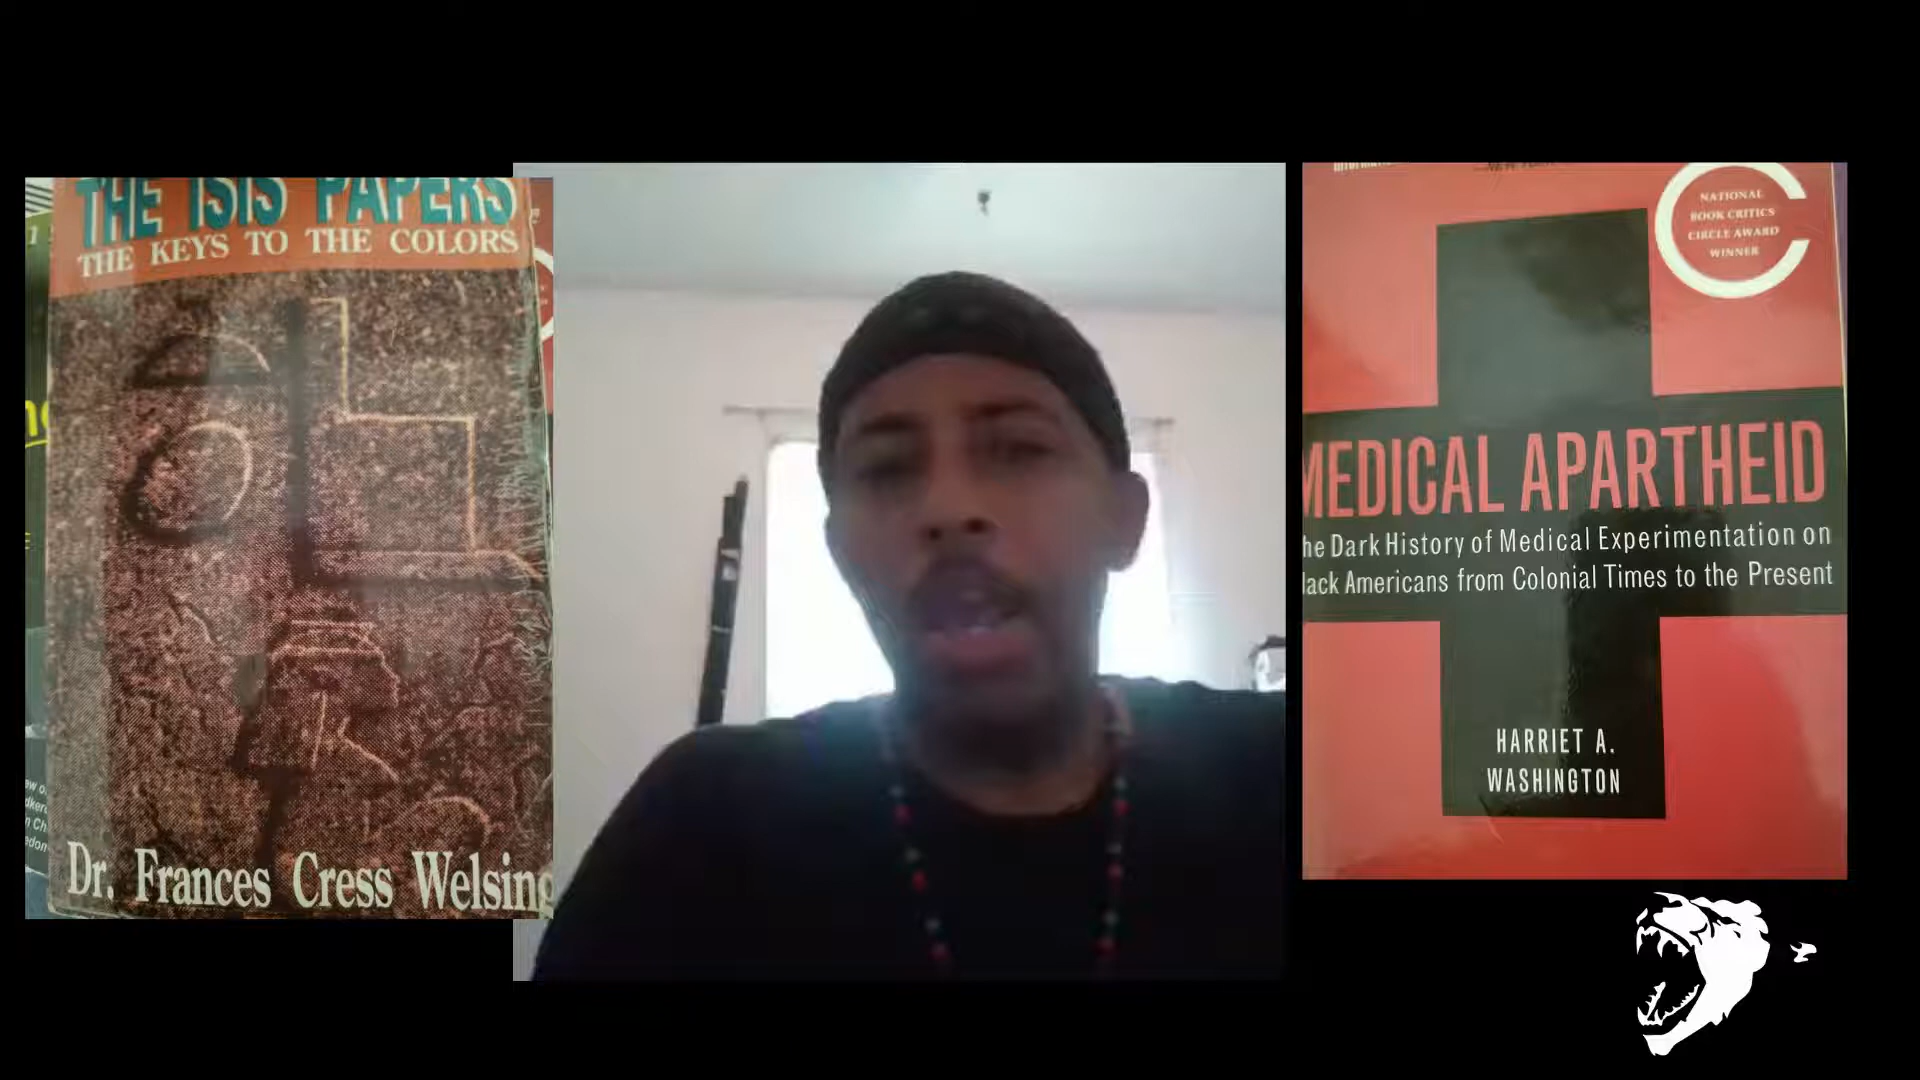 THE ISIS PAPERS
THE KEYS TO THE COLORS
Dr. Frances Cress Welsing
NATIONAL
BOOK CRITICS
CIRCLE AWARD
WINNER
MEDICAL APARTHEID
he Dark History of Medical Experimentation on
lack Americans from Colonial Times to the Present
HARRIET A.
WASHINGTON